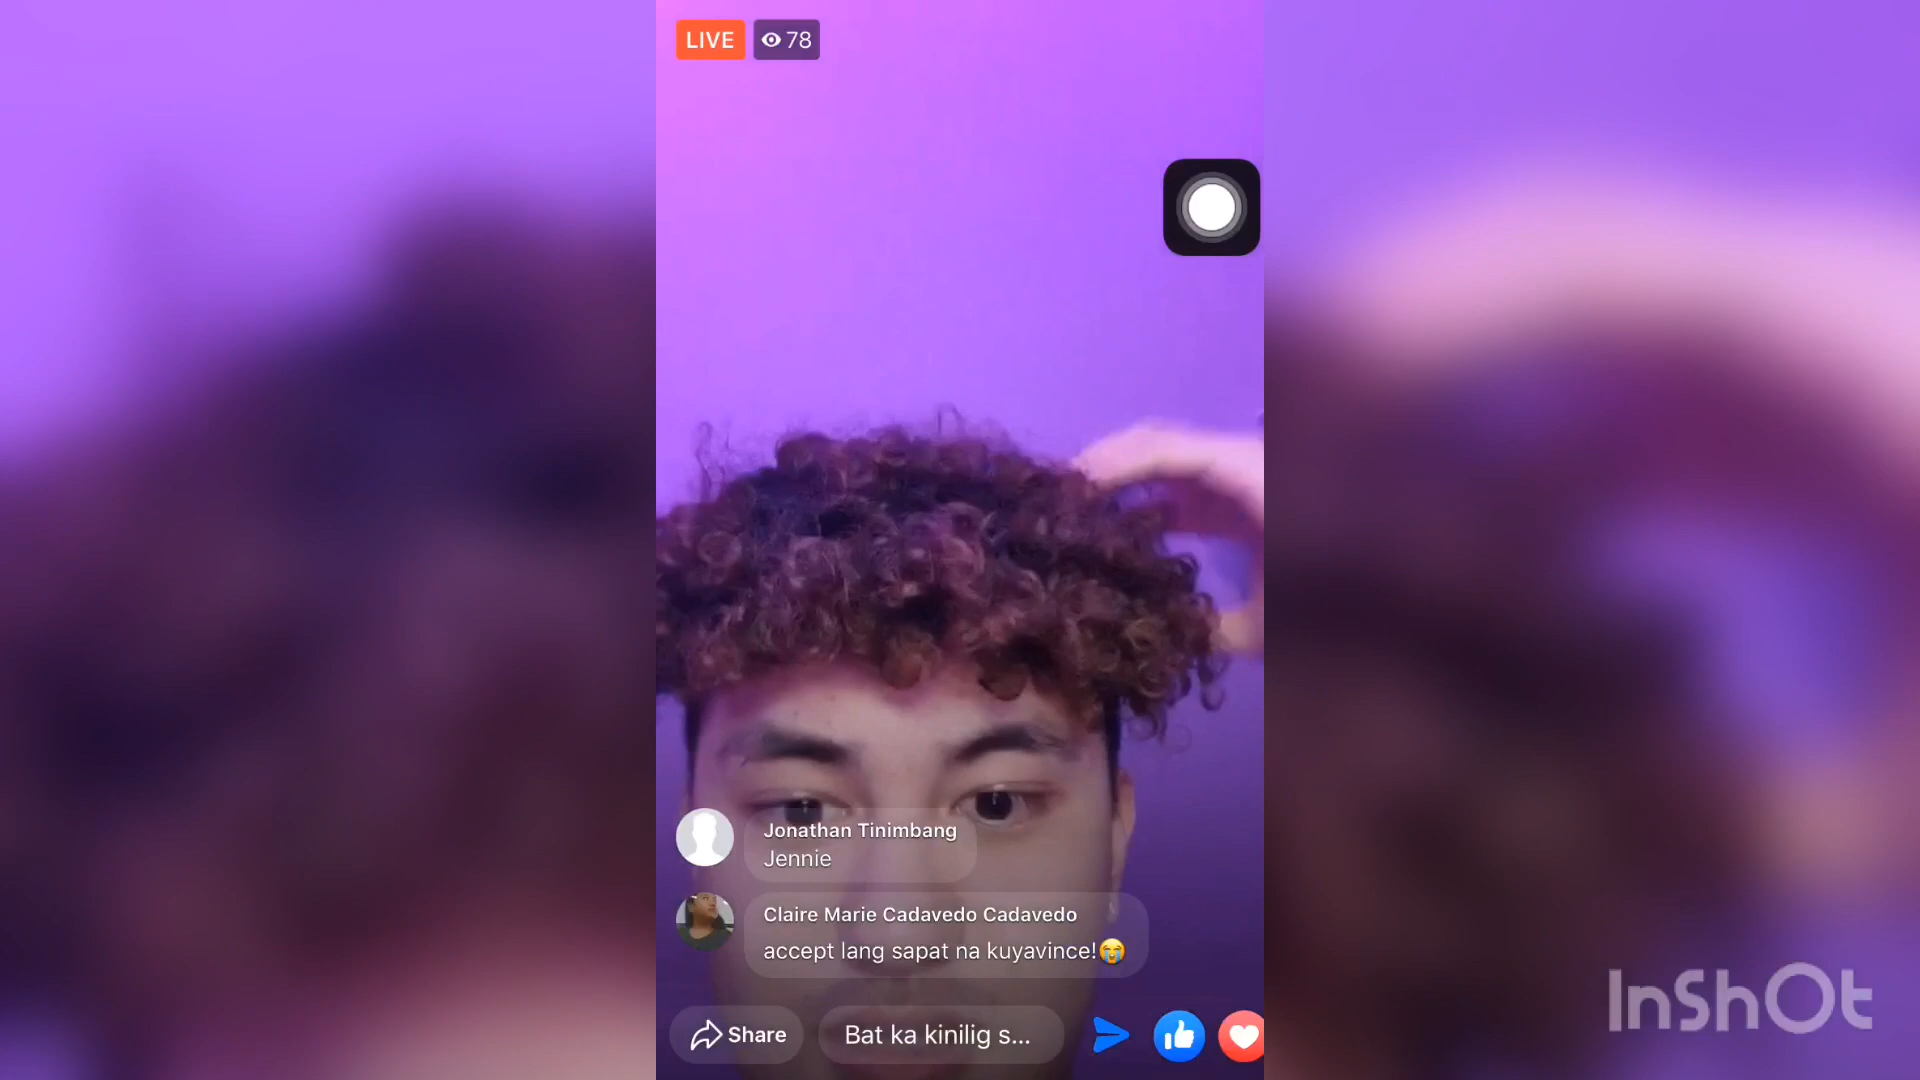 LIVE 78
Jonathan Tinimbang
Jennie
Claire Marie Cadavedo Cadavedo
accept lang sapat na kuyavince!😭
Share Bat ka kinilig s...
InShOt